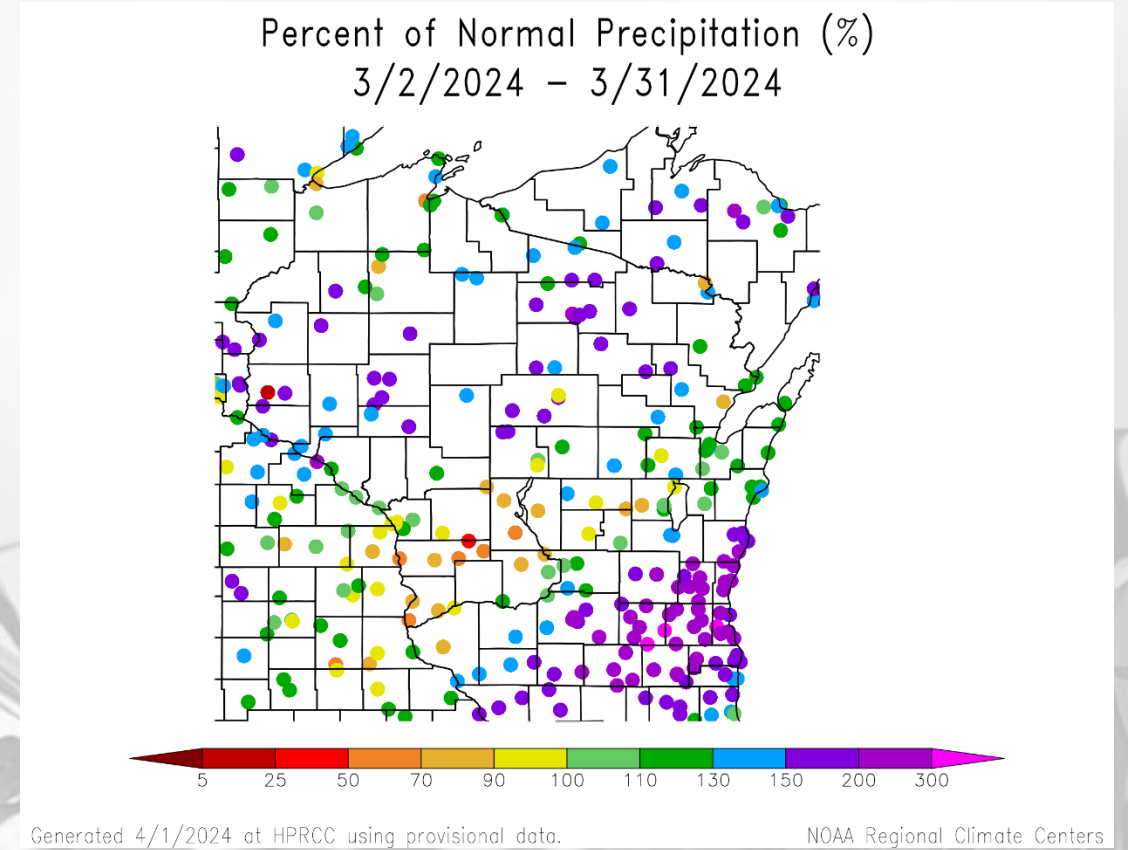 Percent of Normal Precipitation (%)
3/2/2024 – 3/31/2024
5 25 50 70 90 100 110 130 150 200 300
Generated 4/1/2024 at HPRCC using provisional data.
NOAA Regional Climate Centers